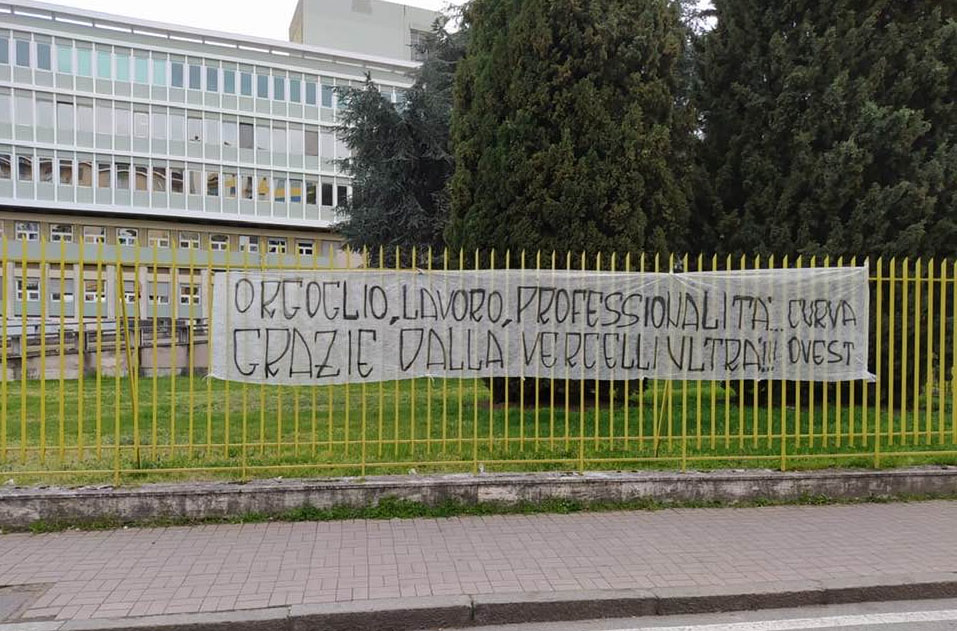 ORGOGLIO, LAVORO, PROFESSIONALITA'... CURVA
GRAZIE DALLA VERCELLI ULTRA'!!! OVEST